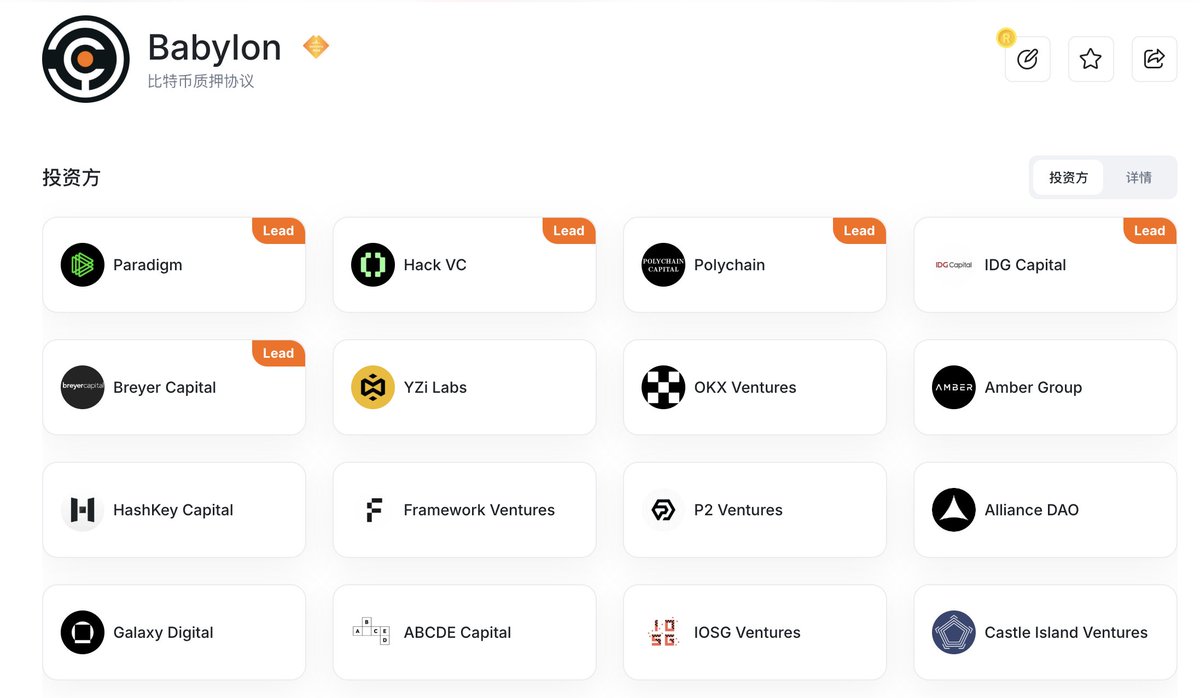 Babylon
比特币质押协议
R
投资方
投资方
详情
Lead
Lead
Lead
Lead
Paradigm
Hack VC
POLYCHAIN
CAPITAL
Polychain
IDG Capital
IDG Capital
Lead
breyercapital
Breyer Capital
YZi Labs
OKX Ventures
AMBER
Amber Group
HashKey Capital
Framework Ventures
P2 Ventures
Alliance DAO
Galaxy Digital
A B C E D
ABCDE Capital
IOSG
IOSG Ventures
Castle Island Ventures